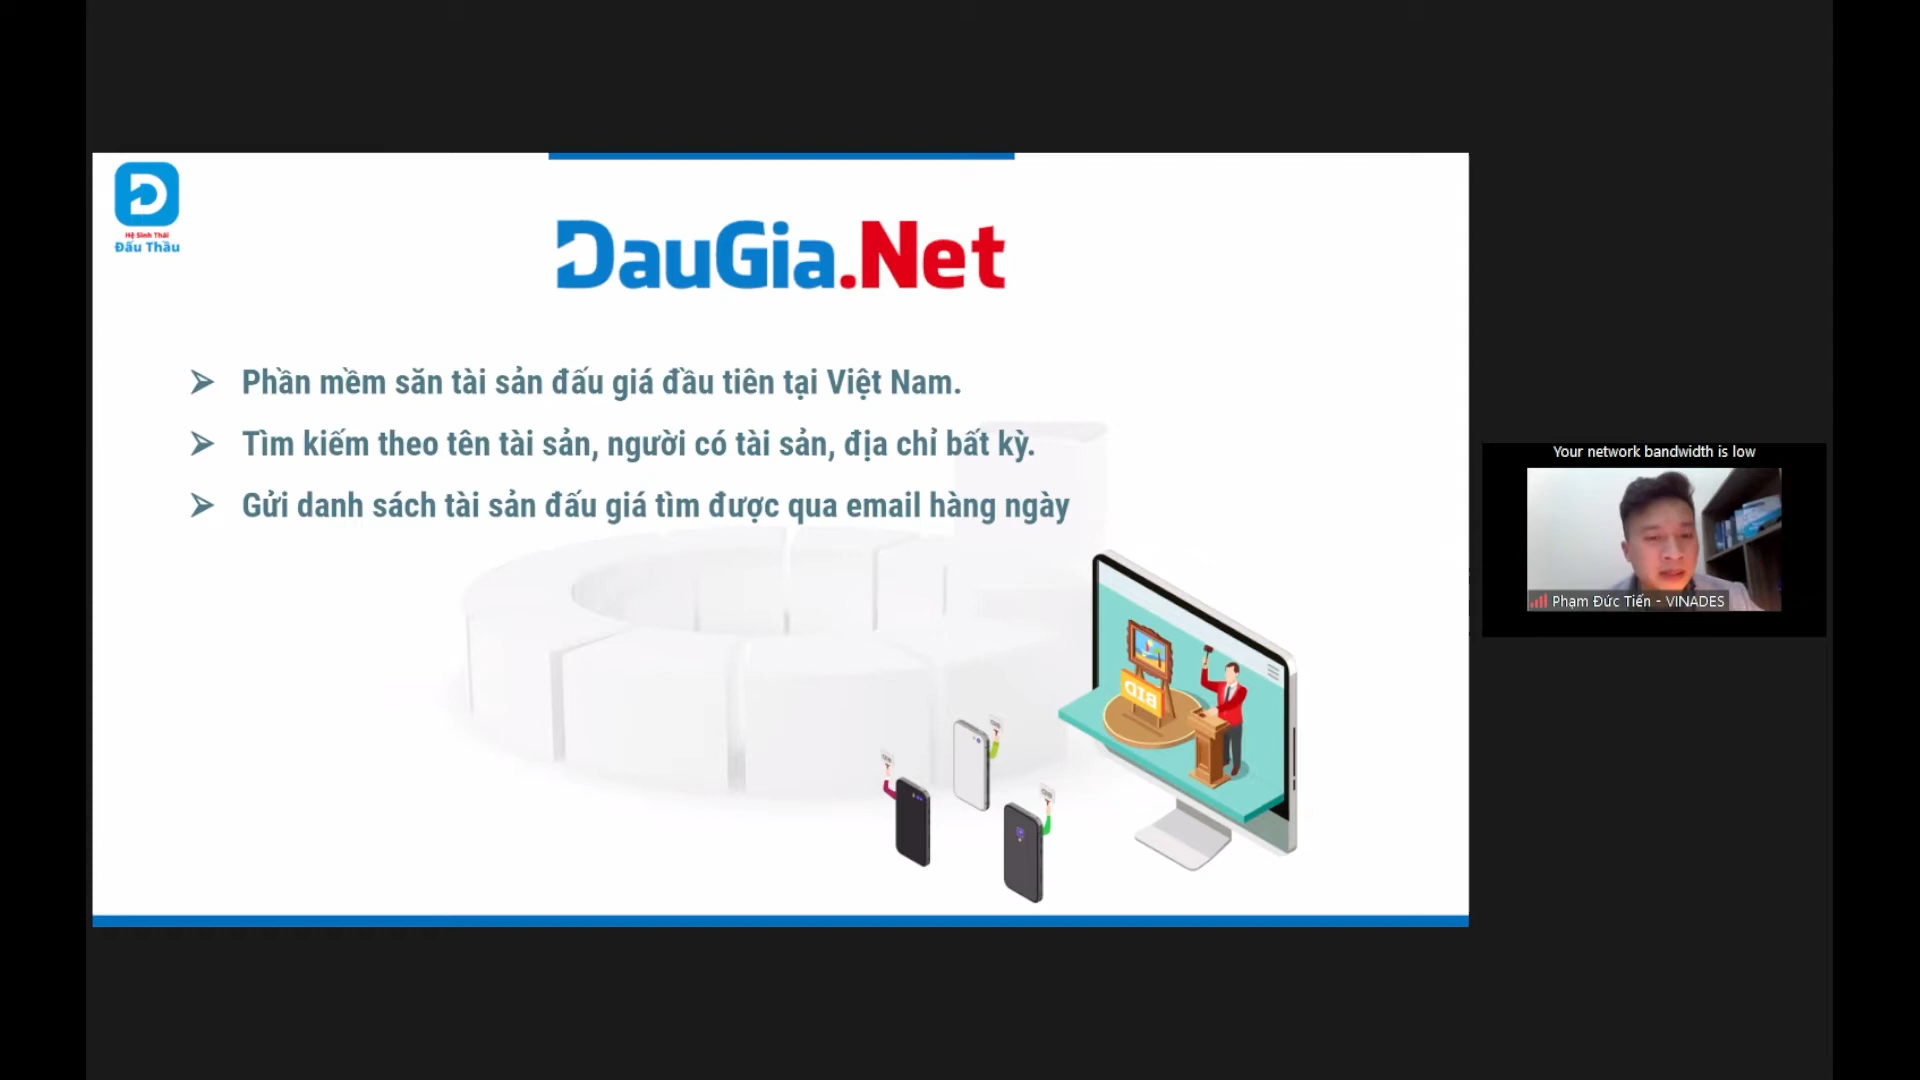 Hệ Sinh Thái
Đấu Thầu
DauGia.Net
Phần mềm săn tài sản đấu giá đầu tiên tại Việt Nam.
Tìm kiếm theo tên tài sản, người có tài sản, địa chỉ bất kỳ.
Gửi danh sách tài sản đấu giá tìm được qua email hàng ngày
BID
Your network bandwidth is low
Phạm Đức Tiến - VINADES